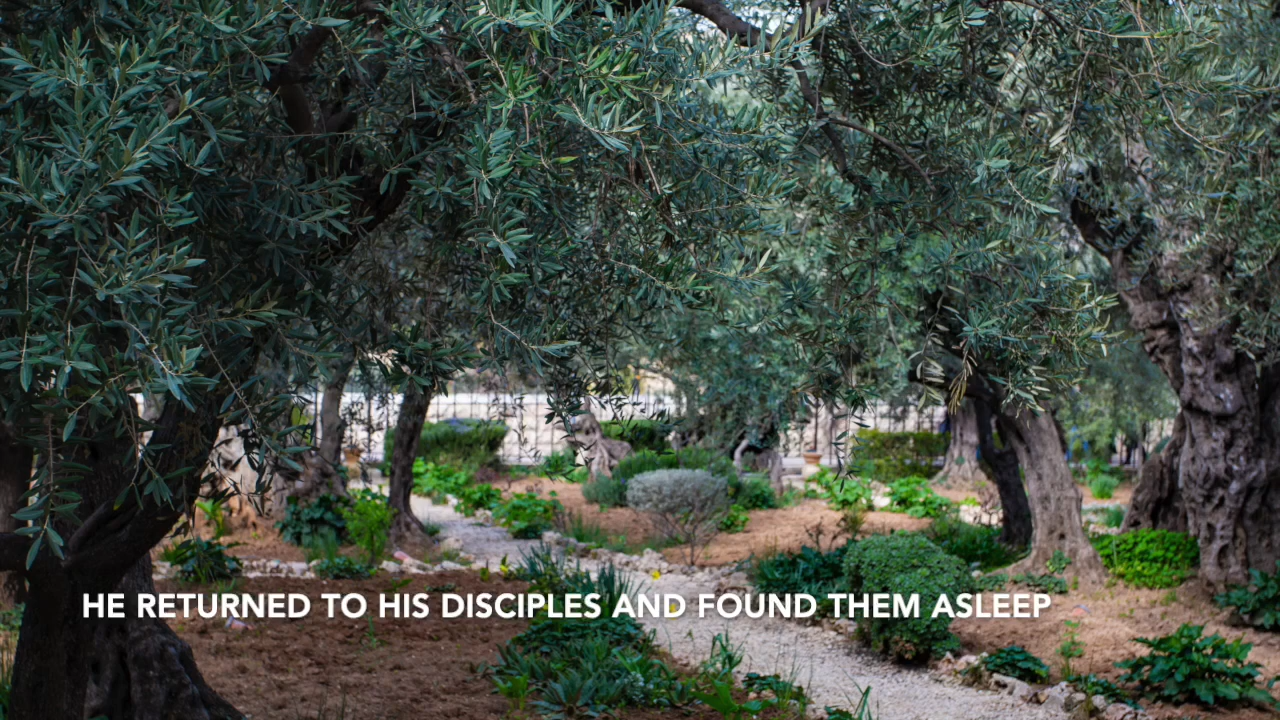 HE RETURNED TO HIS DISCIPLES AND FOUND THEM ASLEEP